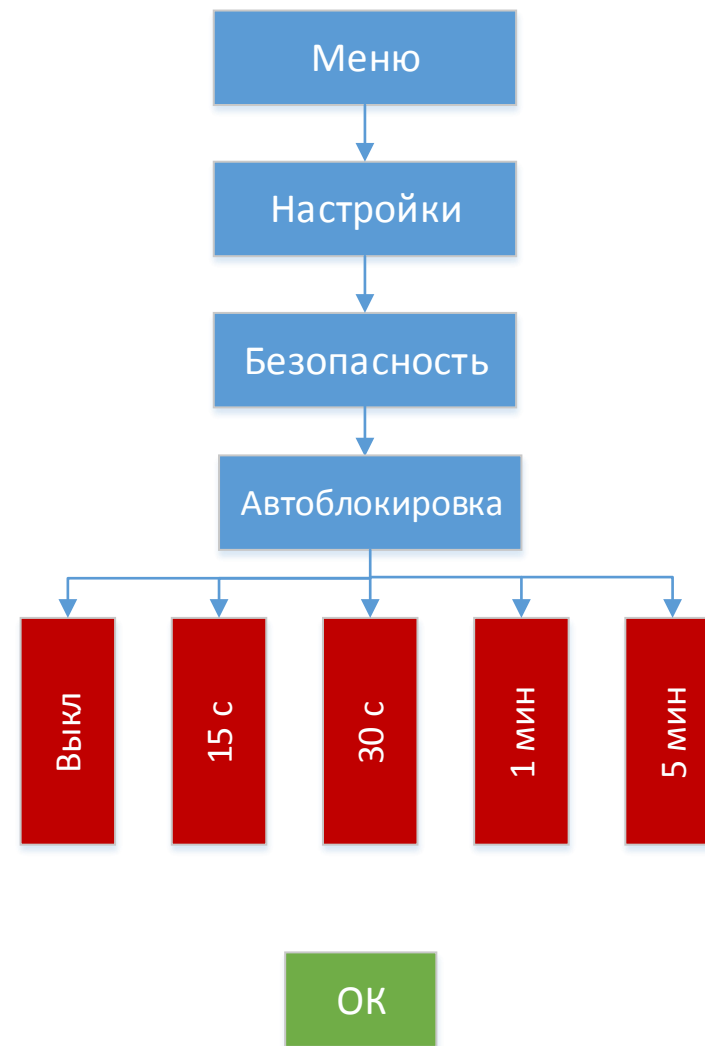 Меню
Настройки
Безопасность
Автоблокировка
Выкл
15 с
30 с
1 мин
5 мин
ОК